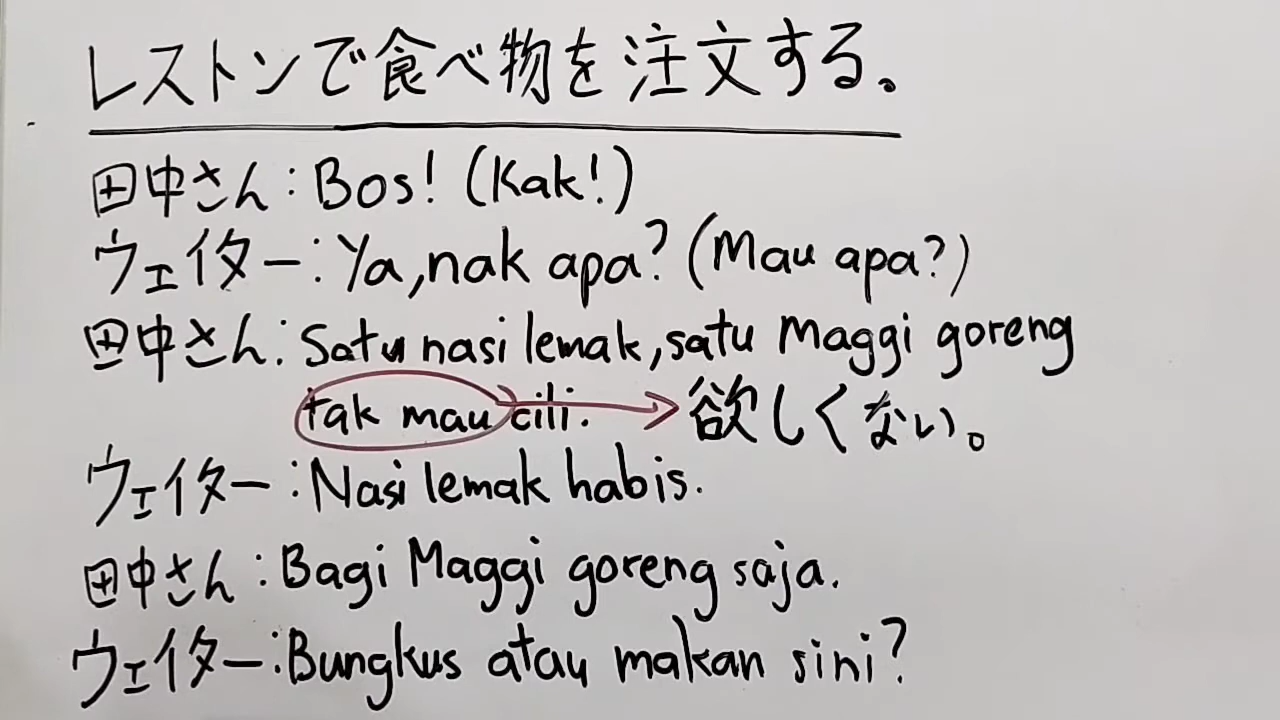 レストンで食べ物を注文する。
田中さん:Bos! (Kak!)
ウェイター:Ya, nak apa? (Mau apa?)
田中さん:Satu nasi lemak, satu Maggi goreng
tak mau cili. → 欲しくない。
ウェイター:Nasi lemak habis.
田中さん:Bagi Maggi goreng saja.
ウェイター:Bungkus atau makan sini?